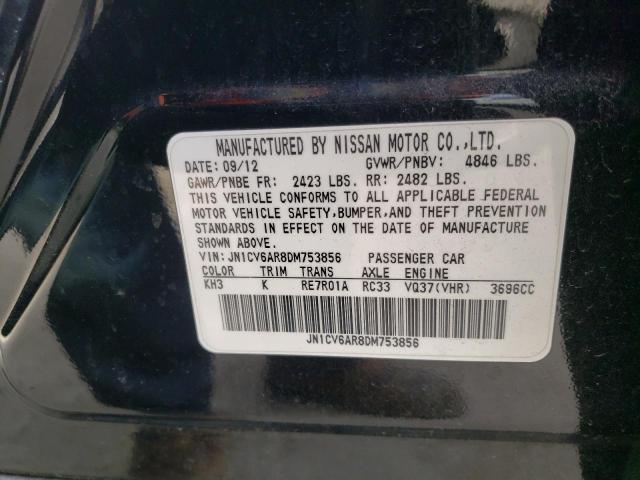 MANUFACTURED BY NISSAN MOTOR CO.,LTD.
DATE: 09/12 GVWR/PNBV: 4846 LBS.
GAWR/PNBE FR: 2423 LBS. RR: 2482 LBS.
THIS VEHICLE CONFORMS TO ALL APPLICABLE FEDERAL
MOTOR VEHICLE SAFETY,BUMPER,AND THEFT PREVENTION
STANDARDS IN EFFECT ON THE DATE OF MANUFACTURE
SHOWN ABOVE.
VIN: JN1CV6AR8DM753856 PASSENGER CAR
COLOR TRIM TRANS AXLE ENGINE
KH3 K RE7R01A RC33 VQ37(VHR) 3696CC
JN1CV6AR8DM753856